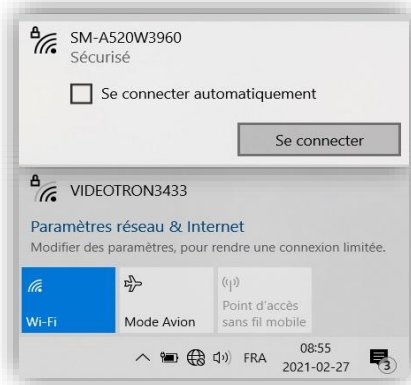 SM-A520W3960
Sécurisé
Se connecter automatiquement
Se connecter
VIDEOTRON3433
Paramètres réseau & Internet
Modifier des paramètres, pour rendre une connexion limitée.
Wi-Fi
Mode Avion
Point d'accès
sans fil mobile
FRA
08:55
2021-02-27
3